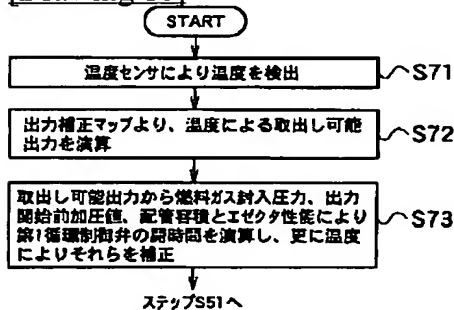 START
温度センサにより温度を検出
S71
出力補正マップより、温度による取出し可能
出力を演算
S72
取出し可能出力から燃料ガス封入圧力、出力
開始前加圧値、配管容積とエゼクタ性能により
第1循環制御弁の開時間を演算し、更に温度
によりそれらを補正
S73
ステップS51へ